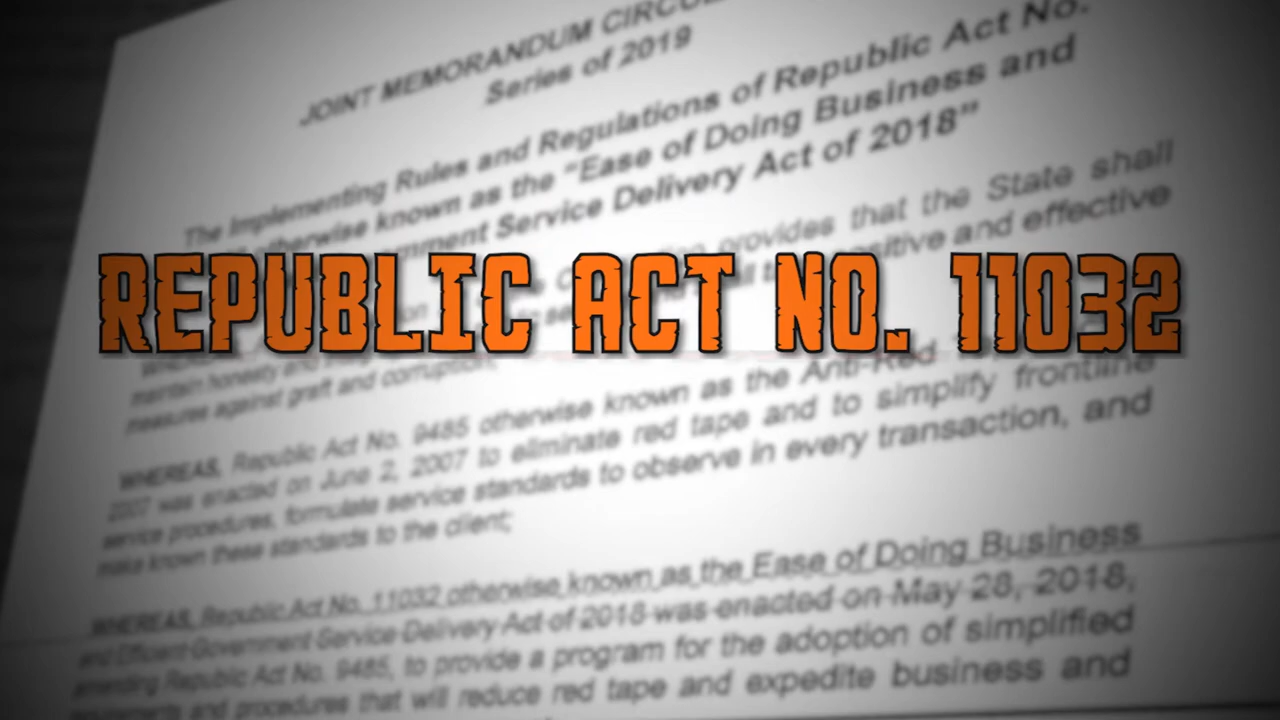 JOINT MEMORANDUM
Series of 2019
The Implementing Rules and Regulations of Republic Act No.
otherwise known as the "Ease of Doing Business and
Service Delivery Act of 2018"
provides that the State shall
and effective
REPUBLIC ACT NO. 11032
maintain honesty and
measures against graft and corruption;
WHEREAS, Republic Act No. 9485 otherwise known as the Anti-Red
2007 was enacted on June 2, 2007 to eliminate red tape and to simplify frontline
service procedures, formulate service standards to observe in every transaction, and
make known these standards to the client;
WHEREAS, Republic Act No. 11032 otherwise known as the Ease of Doing Business
and Efficient Government Service Delivery Act of 2018 was enacted on May 28, 2018,
amending Republic Act No. 9485, to provide a program for the adoption of simplified
and procedures that will reduce red tape and expedite business and